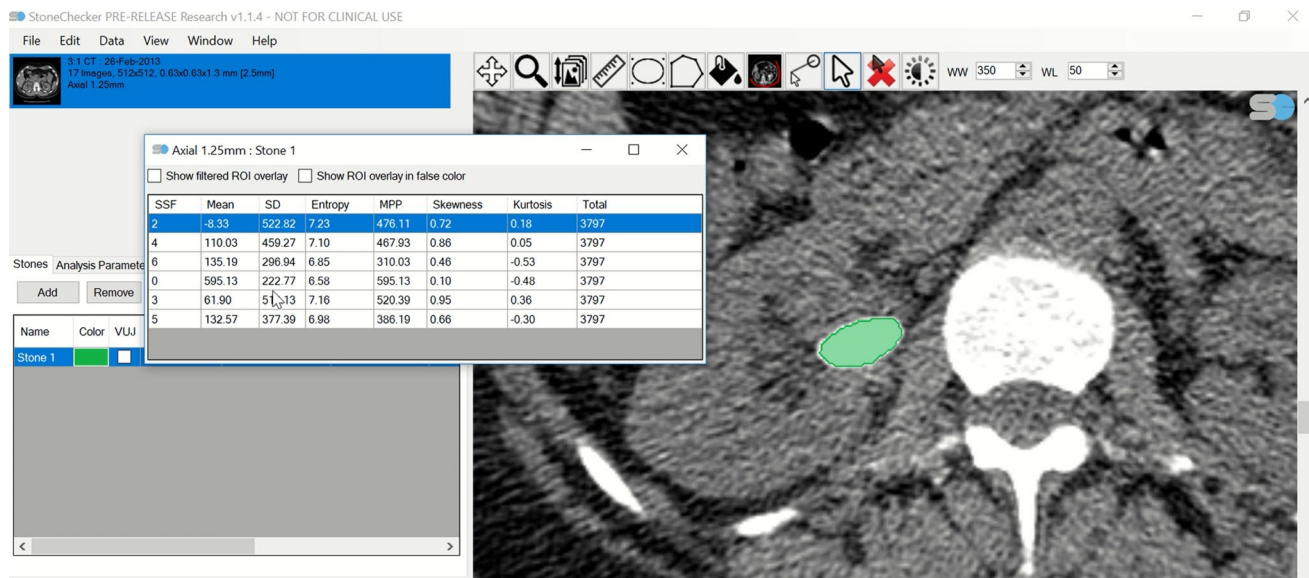 StoneChecker PRE-RELEASE Research v1.1.4 - NOT FOR CLINICAL USE
File Edit Data View Window Help
3:1 CT : 26-Feb-2013
17 images, 512x512, 0.63x0.63x1.3 mm [2.5mm]
Axial 1.25mm
WW 350 WL 50
Axial 1.25mm : Stone 1
Show filtered ROI overlay Show ROI overlay in false color
SSF Mean SD Entropy MPP Skewness Kurtosis Total
2 -8.33 522.82 7.23 476.11 0.72 0.18 3797
4 110.03 459.27 7.10 467.93 0.86 0.05 3797
6 135.19 296.94 6.85 310.03 0.46 -0.53 3797
0 595.13 222.77 6.58 595.13 0.10 -0.48 3797
3 61.90 7.16 520.39 0.95 0.36 3797
5 132.57 377.39 6.98 386.19 0.66 -0.30 3797
Stones Analysis Paramete
Add Remove
Name Color VUJ
Stone 1